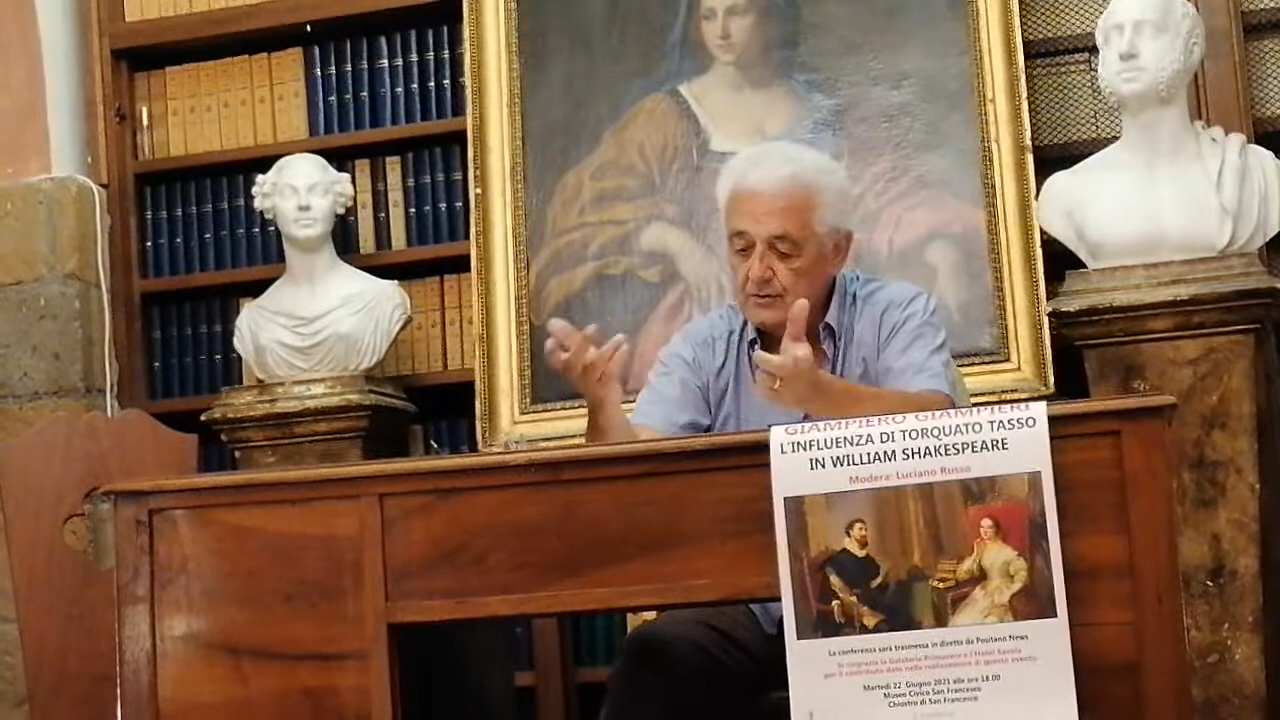 GIAMPIERO GIAMPIERI
L'INFLUENZA DI TORQUATO TASSO
IN WILLIAM SHAKESPEARE
Modera: Luciano Russo
La conferenza sarà trasmessa in diretta da Positano News
Si ringrazia la Gelateria Primavera e l'Hotel Savoia
per il contributo dato nella realizzazione di questo evento
Martedì 22 Giugno 2021 alle ore 18.00
Museo Civico San Francesco
Chiostro di San Francesco